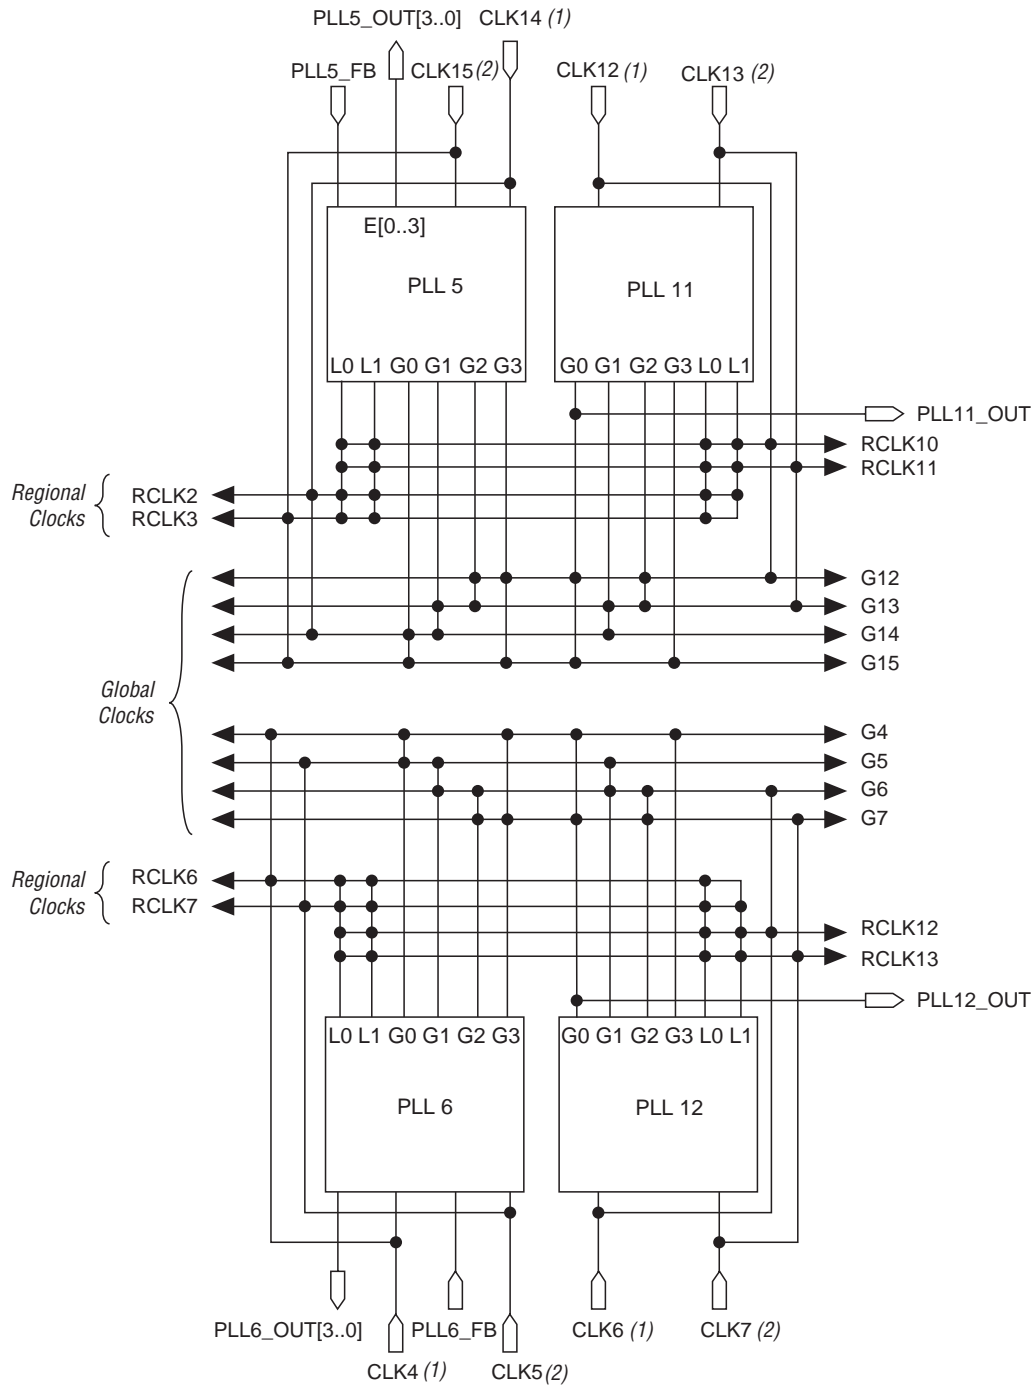 PLL5_OUT[3..0] CLK14 (1)
PLL5_FB CLK15 (2) CLK12 (1) CLK13 (2)
E[0..3]
PLL 5 PLL 11
L0 L1 G0 G1 G2 G3 G0 G1 G2 G3 L0 L1
PLL11_OUT
RCLK10
RCLK11
Regional Clocks
RCLK2
RCLK3
G12
G13
G14
G15
Global Clocks
G4
G5
G6
G7
Regional Clocks
RCLK6
RCLK7
RCLK12
RCLK13
PLL12_OUT
L0 L1 G0 G1 G2 G3 G0 G1 G2 G3 L0 L1
PLL 6 PLL 12
PLL6_OUT[3..0] PLL6_FB CLK6 (1) CLK7 (2)
CLK4 (1) CLK5 (2)